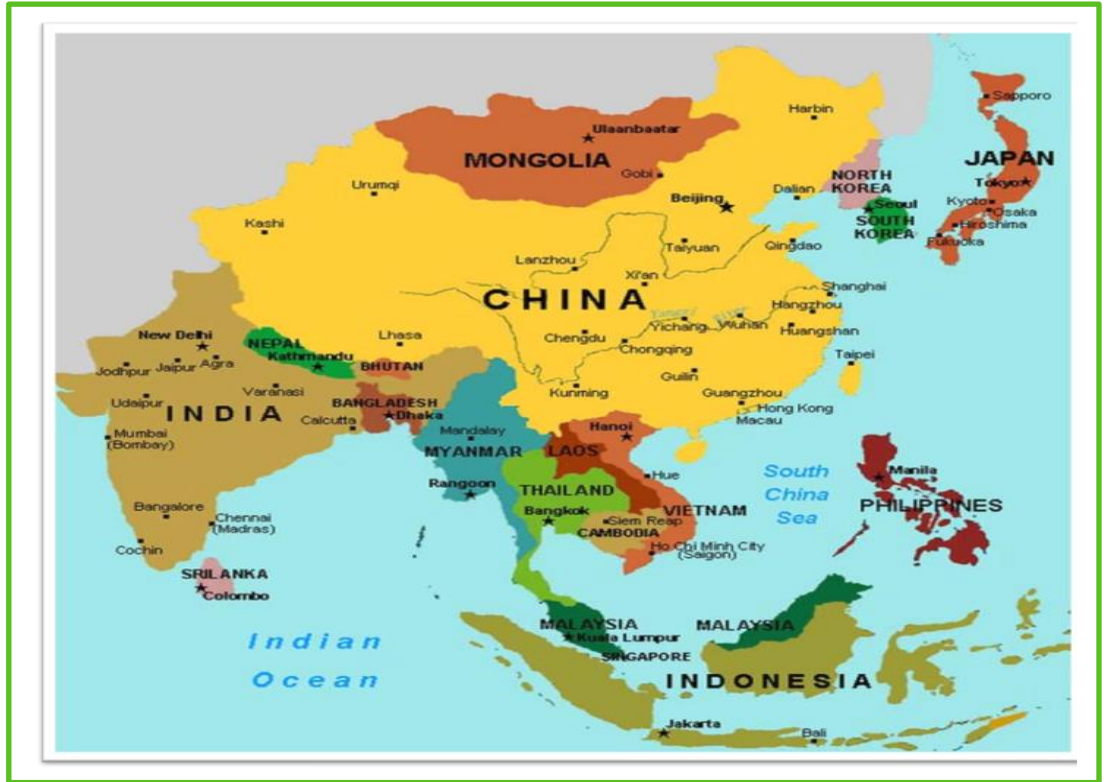 Sapporo
Harbin
Ulaanbaatar
MONGOLIA
JAPAN
Gobi
NORTH
KOREA
Tokyo
Urumqi
Dalian
Beijing
Kyoto
Seoul
Osaka
Kashi
SOUTH
KOREA
Hiroshima
Fukuoka
Taiyuan
Qingdao
Lanzhou
Xi'an
CHINA
Shanghai
Hangzhou
Yangzi River
Yichang
Wuhan
Huangshan
New Delhi
NEPAL
Lhasa
Chengdu
Chongqing
Kathmandu
Taipei
Jodhpur
Jaipur
Agra
BHUTAN
Guilin
Varanasi
Kunming
Guangzhou
Udaipur
INDIA
BANGLADESH
Dhaka
Hong Kong
Macau
Calcutta
Hanoi
Mumbai
(Bombay)
Mandalay
MYANMAR
LAOS
Hue
South
China
Sea
Manila
Rangoon
THAILAND
PHILIPPINES
Bangalore
Bangkok
VIETNAM
Chennai
(Madras)
Siem Reap
CAMBODIA
Cochin
Ho Chi Minh City
(Saigon)
SRILANKA
Colombo
MALAYSIA
Kuala Lumpur
MALAYSIA
Indian
Ocean
SINGAPORE
INDONESIA
Jakarta
Bali